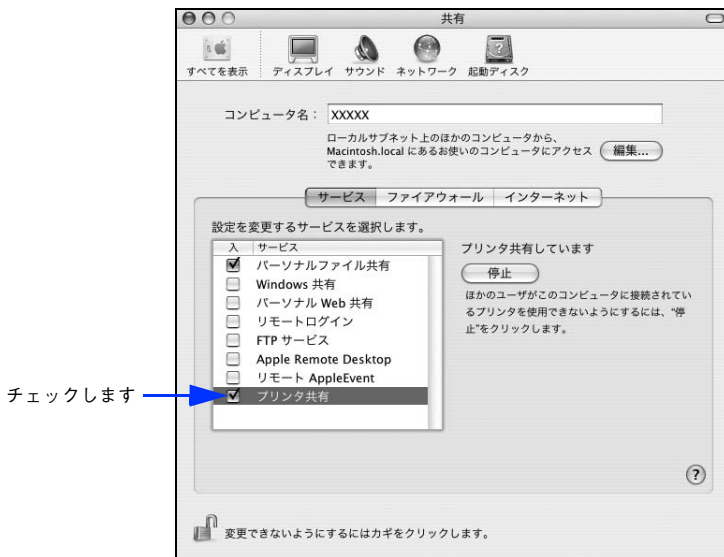 共有
すべてを表示 ディスプレイ サウンド ネットワーク 起動ディスク
コンピュータ名： XXXXX
ローカルサブネット上のほかのコンピュータから、
Macintosh.local にあるお使いのコンピュータにアクセス
できます。
編集...
サービス ファイアウォール インターネット
設定を変更するサービスを選択します。
入 サービス
パーソナルファイル共有
Windows 共有
パーソナル Web 共有
リモートログイン
FTP サービス
Apple Remote Desktop
リモート AppleEvent
プリンタ共有
プリンタ共有しています
停止
ほかのユーザがこのコンピュータに接続されてい
るプリンタを使用できないようにするには、“停
止”をクリックします。
チェックします
?
変更できないようにするにはカギをクリックします。